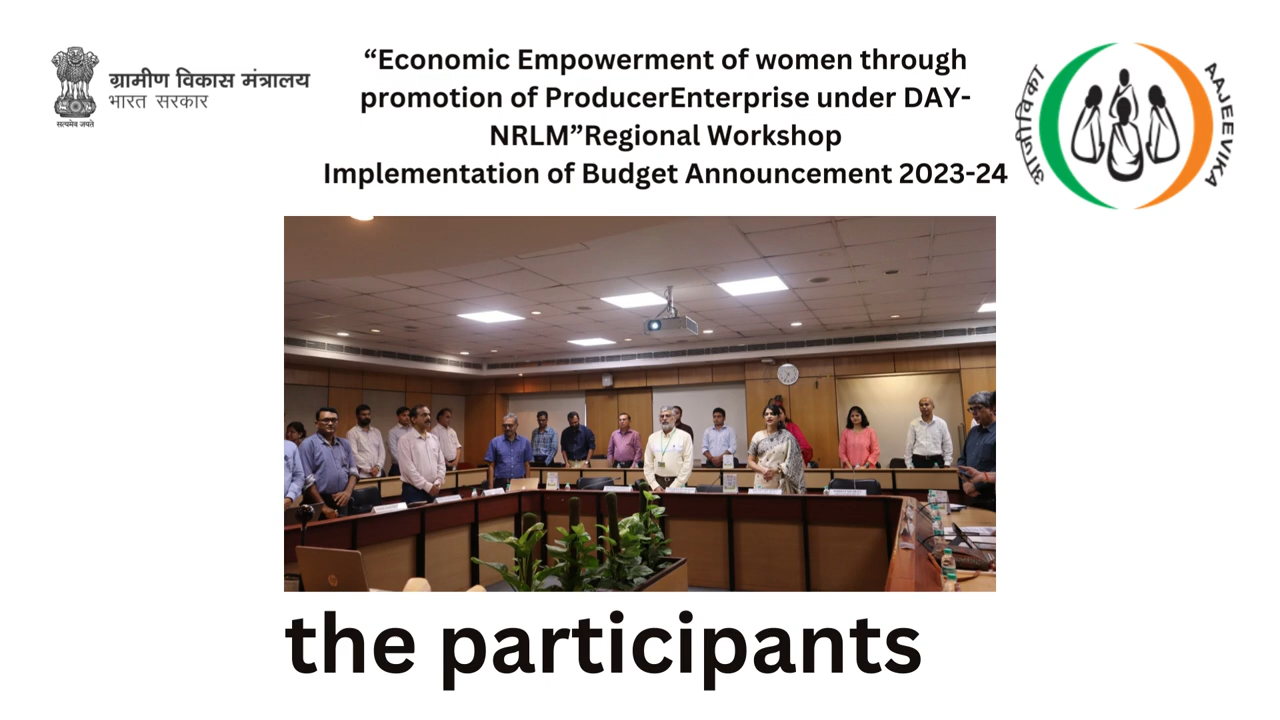 ग्रामीण विकास मंत्रालय
भारत सरकार
सत्यमेव जयते
“Economic Empowerment of women through
promotion of ProducerEnterprise under DAY-
NRLM”Regional Workshop
Implementation of Budget Announcement 2023-24
आजीविका
AAJEEVIKA
the participants